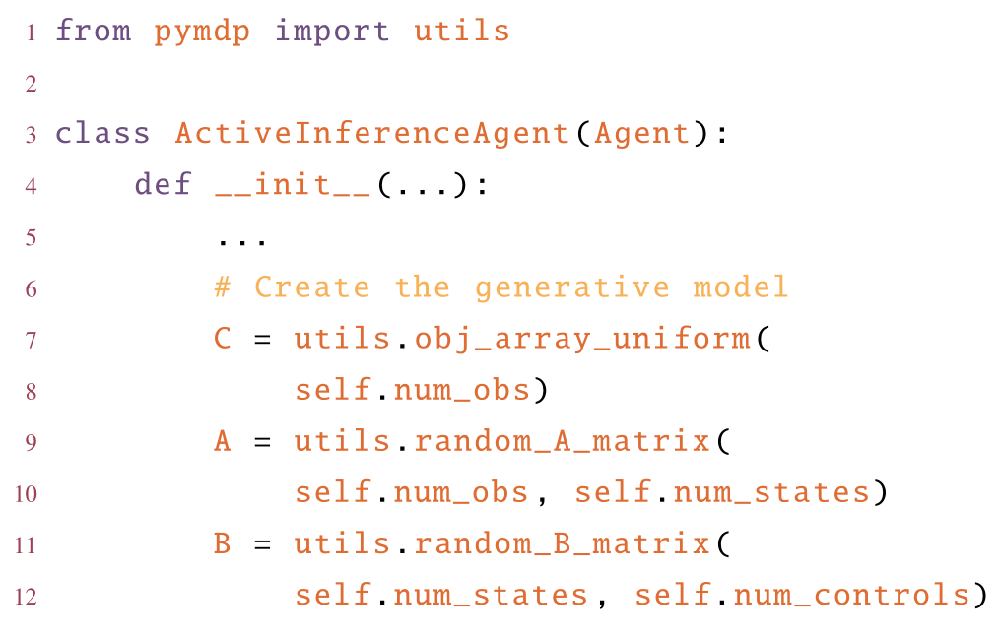 1 from pymdp import utils
2
3 class ActiveInferenceAgent(Agent):
4     def __init__(...):
5         ...
6         # Create the generative model
7         C = utils.obj_array_uniform(
8             self.num_obs)
9         A = utils.random_A_matrix(
10             self.num_obs, self.num_states)
11         B = utils.random_B_matrix(
12             self.num_states, self.num_controls)